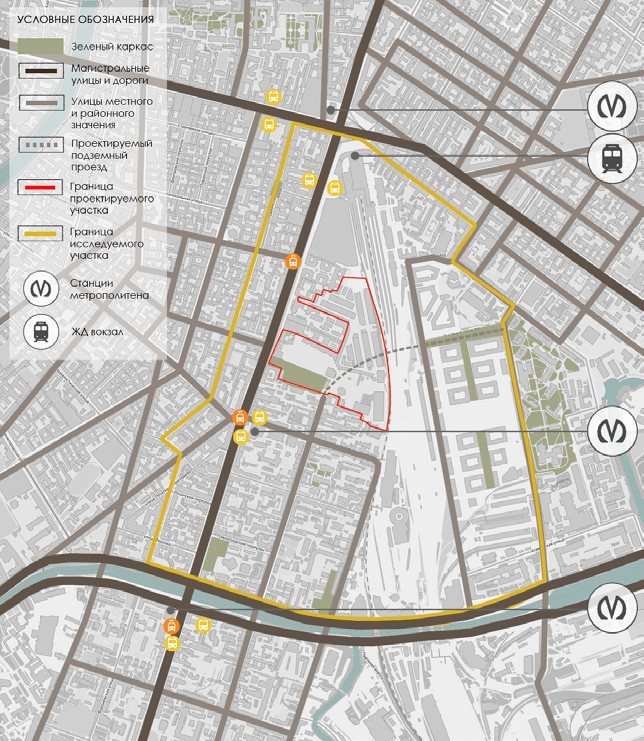 УСЛОВНЫЕ ОБОЗНАЧЕНИЯ
Зеленый каркас
Магистральные
улицы и дороги
Улицы местного
и районного
значения
Проектируемый
подземный
проезд
Граница
проектируемого
участка
Граница
исследуемого
участка
Станции
метрополитена
ЖД вокзал